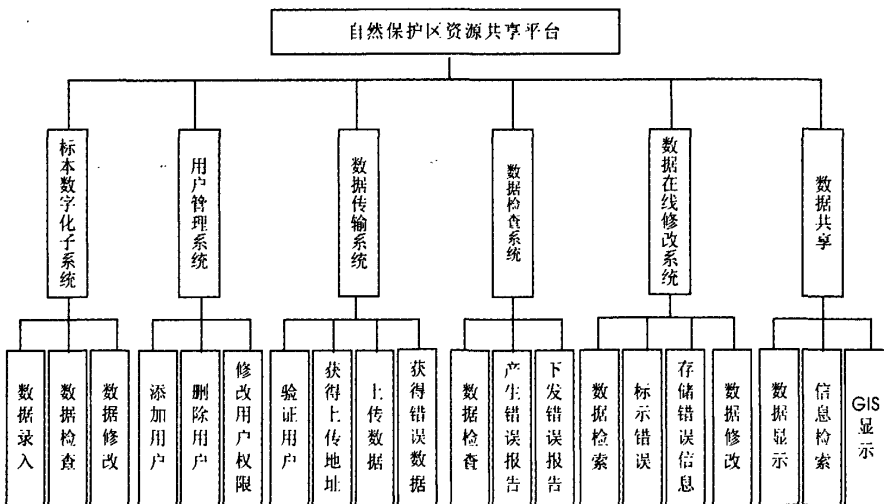 自然保护区资源共享平台
标本数字化子系统
用户管理系统
数据传输系统
数据检查系统
数据在线修改系统
数据共享
数据录入
数据检查
数据修改
添加用户
删除用户
修改用户权限
验证用户
获得上传地址
上传数据
获得错误数据
数据检查
产生错误报告
下发错误报告
数据检索
标示错误
存储错误信息
数据修改
数据显示
信息检索
GIS显示